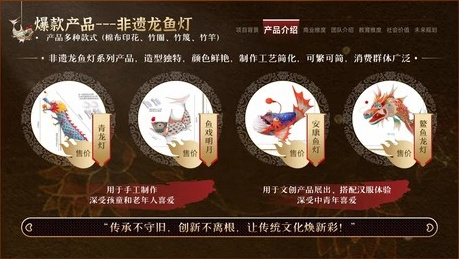 爆款产品---非遗龙鱼灯
项目背景 产品介绍 商业维度 团队介绍 教育维度 社会价值 未来规划
• 产品多种款式（棉布印花、竹圈、竹篾、竹竿）
非遗龙鱼灯系列产品，造型独特，颜色鲜艳，制作工艺简化，可繁可简，消费群体广泛
青龙灯
售价
鱼戏明月
售价
安康鱼灯
售价
鳌鱼龙灯
售价
用于手工制作
深受孩童和老年人喜爱
用于文创产品展出、搭配汉服体验
深受中青年喜爱
“传承不守旧，创新不离根，让传统文化焕新彩！”